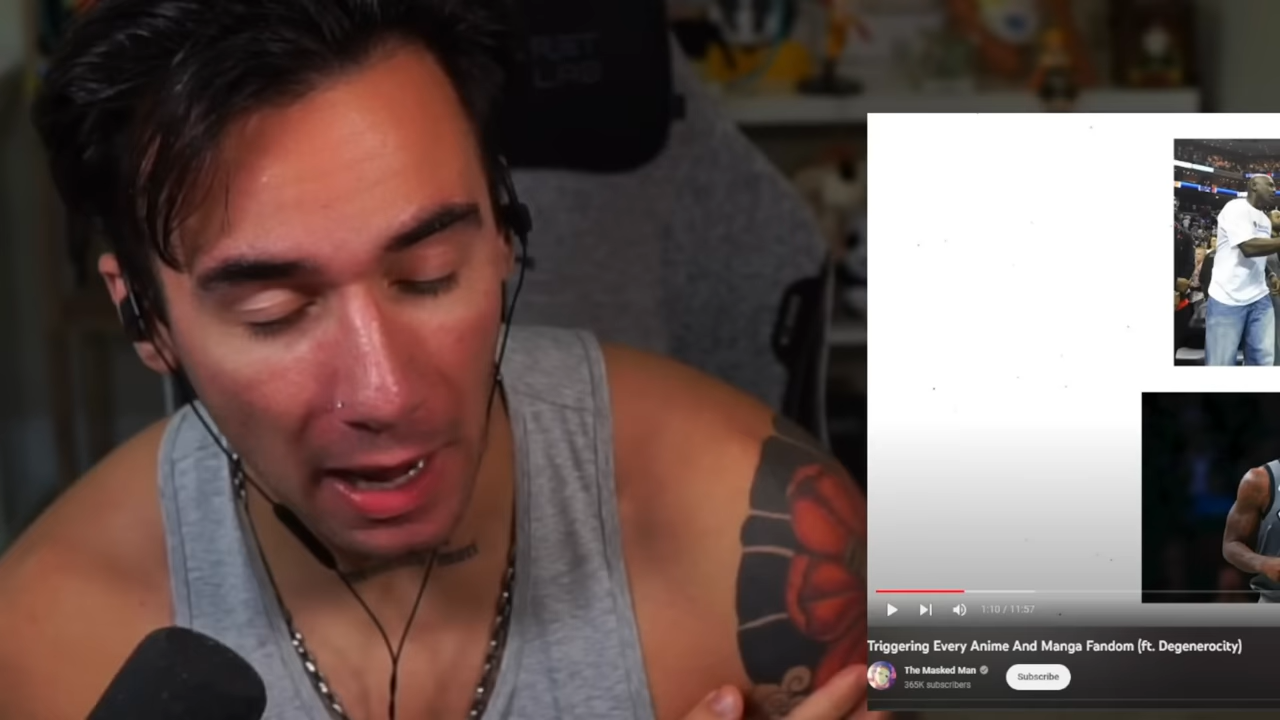 1:10 / 11:57
Triggering Every Anime And Manga Fandom (ft. Degenerocity)
The Masked Man
365K subscribers
Subscribe